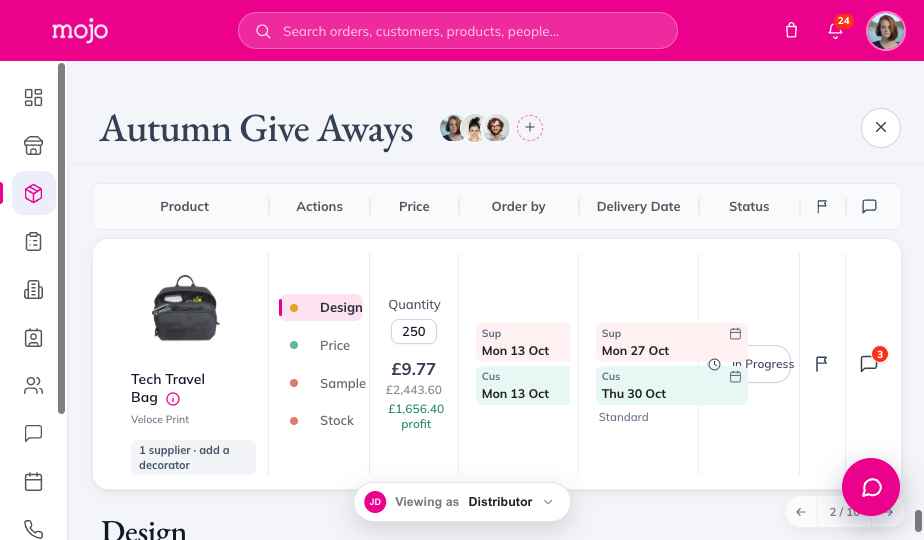 mojo
Search orders, customers, products, people...
24
Autumn Give Aways
Product
Actions
Price
Order by
Delivery Date
Status
Tech Travel
Bag
Veloce Print
1 supplier · add a
decorator
Design
Price
Sample
Stock
Quantity
250
£9.77
£2,443.60
£1,656.40
profit
Sup
Mon 13 Oct
Cus
Mon 13 Oct
Sup
Mon 27 Oct
Cus
Thu 30 Oct
Standard
In Progress
3
JD Viewing as Distributor
2 /
Design